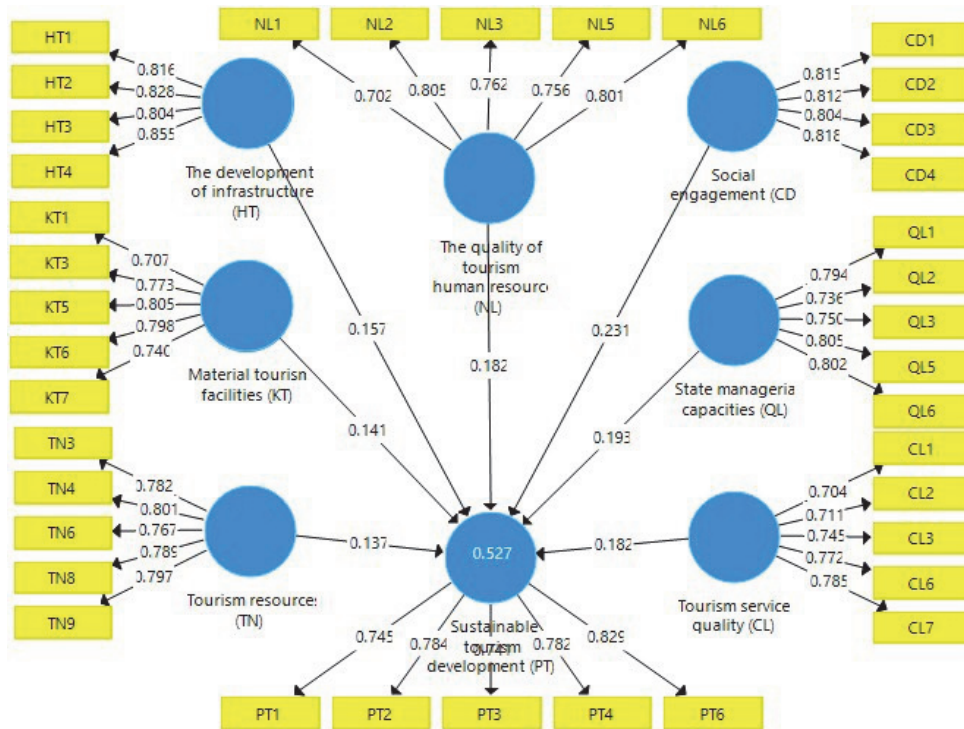 NL1
NL2
NL3
NL5
NL6
0.702
0.805
0.762
0.756
0.801
HT1
HT2
HT3
HT4
0.816
0.828
0.804
0.855
The development
of infrastructure
(HT)
CD1
CD2
CD3
CD4
0.815
0.812
0.804
0.818
Social
engagement (CD
The quality of
tourism
human resource
(NL)
KT1
KT3
KT5
KT6
KT7
0.707
0.773
0.805
0.798
0.740
Material tourism
facilities (KT)
QL1
QL2
QL3
QL5
QL6
0.794
0.736
0.750
0.805
0.802
State manageria
capacities (QL)
0.157
0.182
0.231
0.141
0.193
TN3
TN4
TN6
TN8
TN9
0.782
0.801
0.767
0.789
0.797
Tourism resources
(TN)
0.137
0.527
0.182
CL1
CL2
CL3
CL6
CL7
0.704
0.711
0.745
0.772
0.785
Tourism service
quality (CL)
Sustainable
tourism
development (PT)
0.745
0.784
0.782
0.829
PT1
PT2
PT3
PT4
PT6